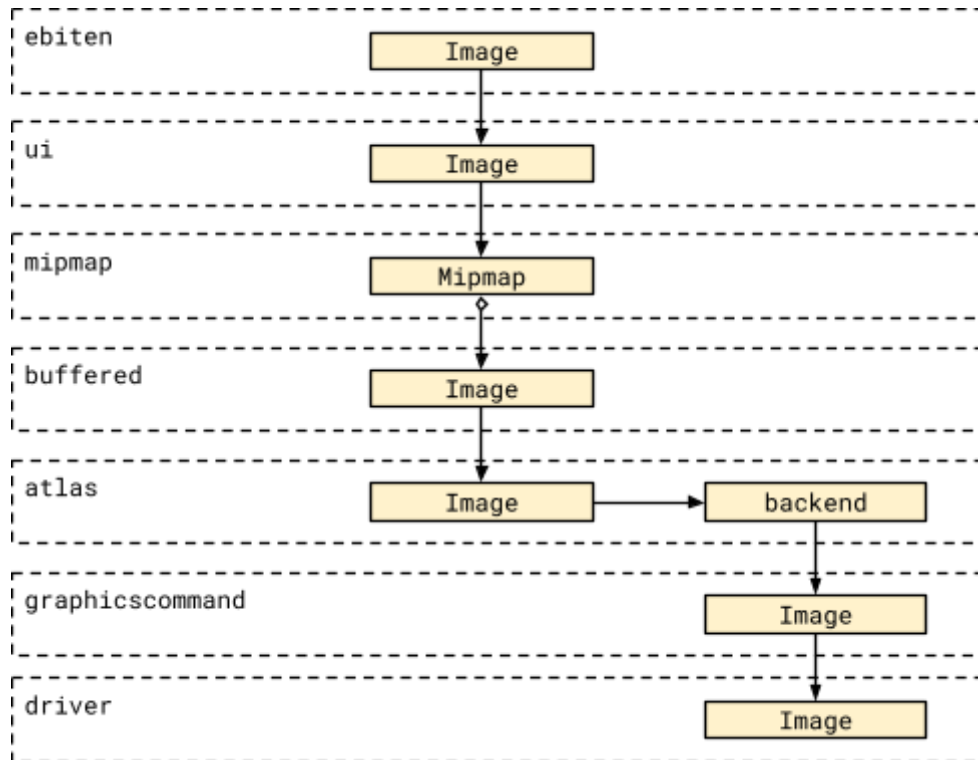 ebiten
Image
ui
Image
mipmap
Mipmap
buffered
Image
atlas
Image
backend
graphicscommand
Image
driver
Image